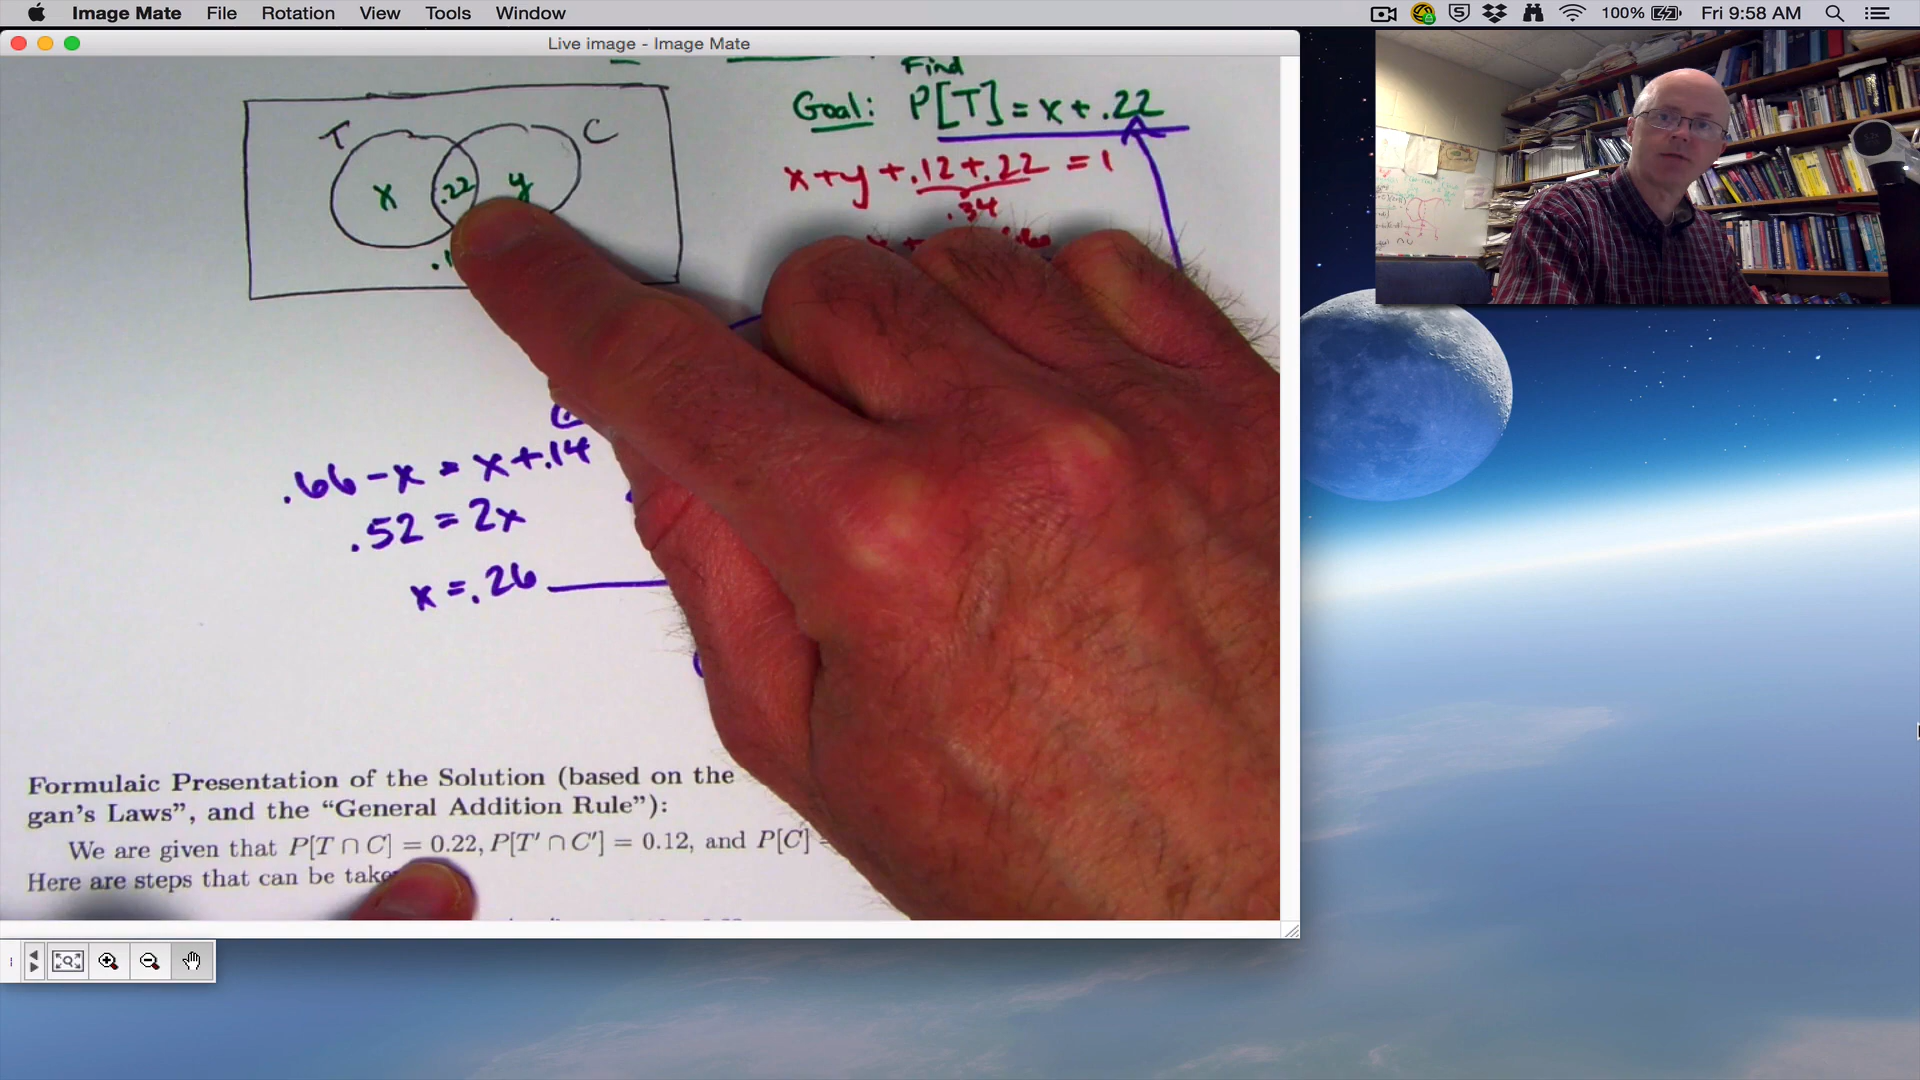 Image Mate File Rotation View Tools Window
100% Fri 9:58 AM
Live image - Image Mate
Find
Goal: P[T] = x + .22
T C
x .22 y
x + y + .12 + .22 = 1
.34
.66 - x = x + .14
.52 = 2x
x = .26
Formulaic Presentation of the Solution (based on the
gan's Laws", and the "General Addition Rule"):
We are given that P[T ∩ C] = 0.22, P[T′ ∩ C′] = 0.12, and P[C]
Here are steps that can be